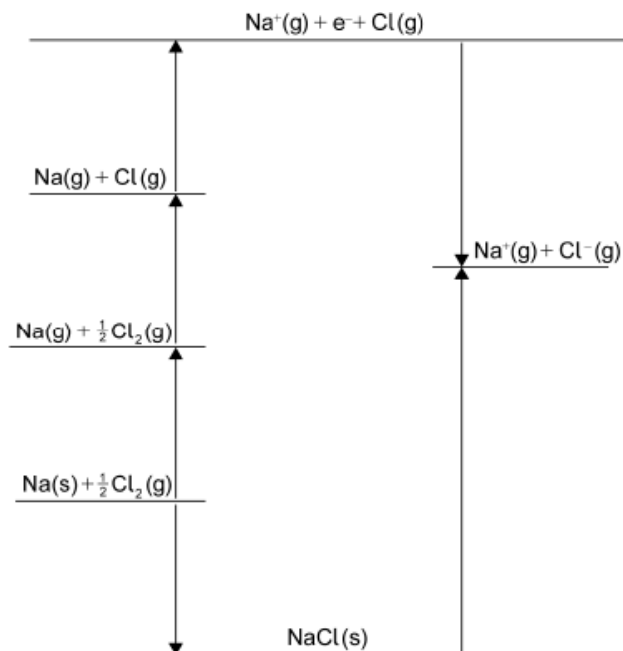 Na⁺(g) + e⁻ + Cl(g)
Na(g) + Cl(g)
Na⁺(g) + Cl⁻(g)
Na(g) + ½Cl₂(g)
Na(s) + ½Cl₂(g)
NaCl(s)